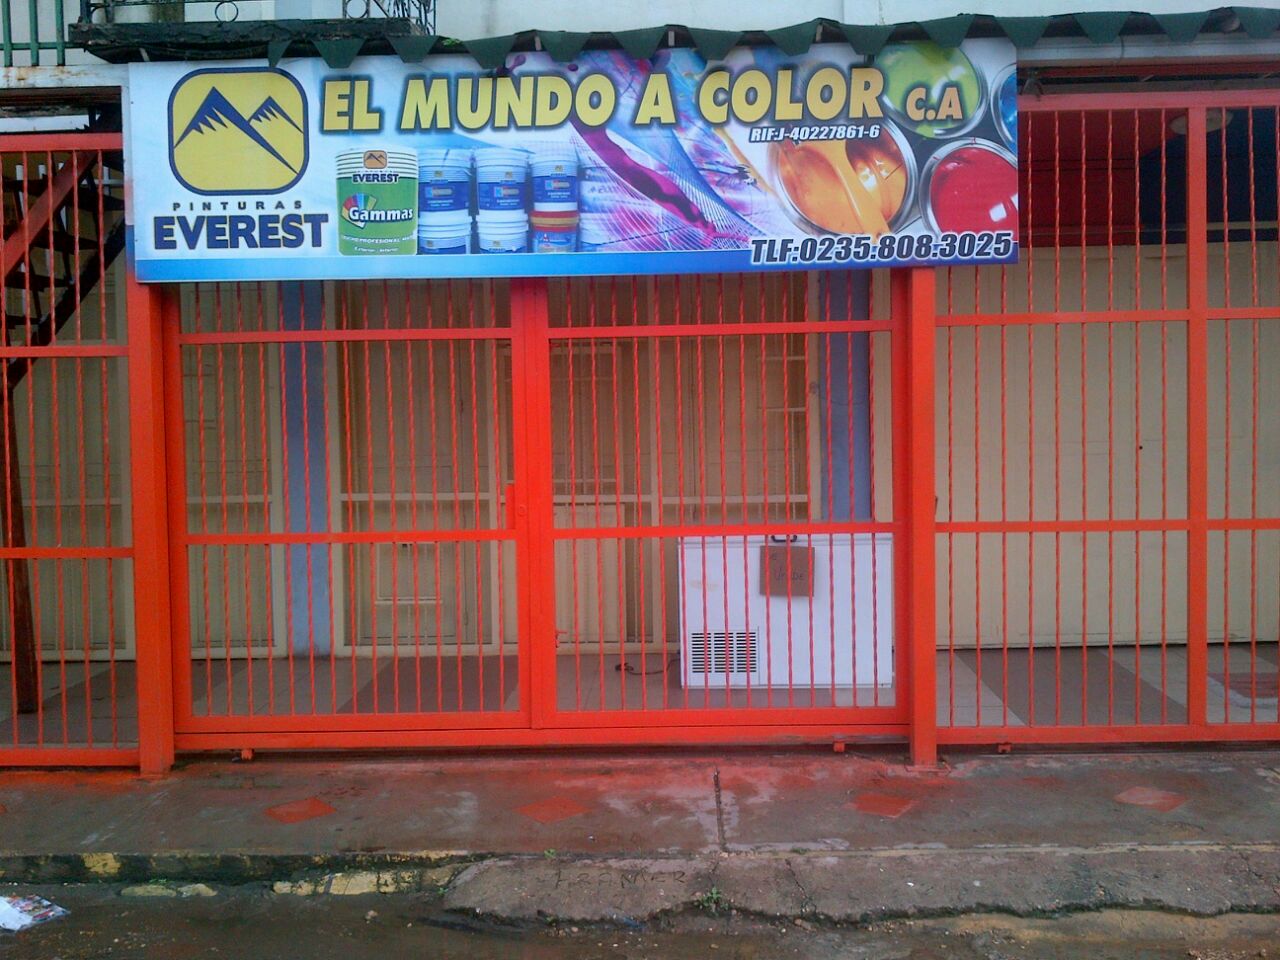 EL MUNDO A COLOR C.A
RIF:J-40227861-6
PINTURAS
EVEREST
EVEREST
Gammas
TLF:0235.808.3025